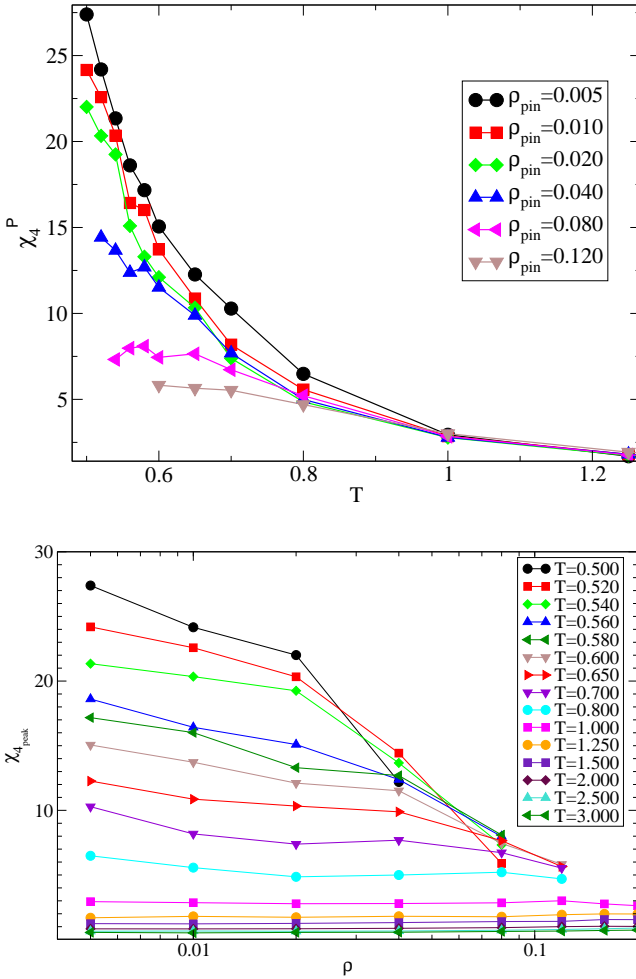 25
20
15
10
5
χ₄ᴾ
ρpin=0.005
ρpin=0.010
ρpin=0.020
ρpin=0.040
ρpin=0.080
ρpin=0.120
0.6 0.8 1 1.2
T
30
20
10
χ₄peak
T=0.500
T=0.520
T=0.540
T=0.560
T=0.580
T=0.600
T=0.650
T=0.700
T=0.800
T=1.000
T=1.250
T=1.500
T=2.000
T=2.500
T=3.000
0.01 0.1
ρ